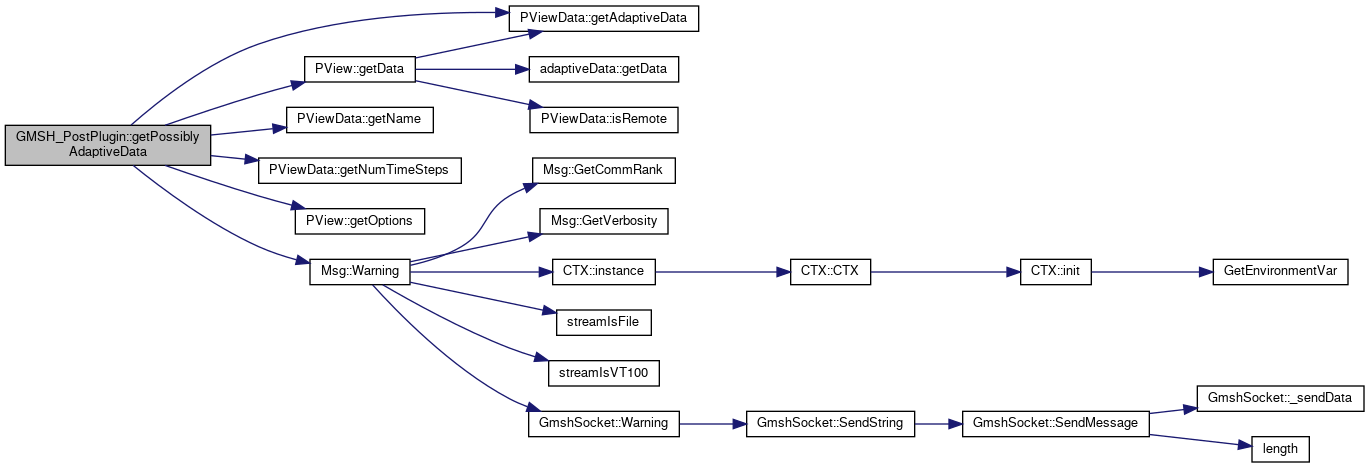 GMSH_PostPlugin::getPossibly
AdaptiveData
PViewData::getAdaptiveData
PView::getData
adaptiveData::getData
PViewData::isRemote
PViewData::getName
PViewData::getNumTimeSteps
PView::getOptions
Msg::Warning
Msg::GetCommRank
Msg::GetVerbosity
CTX::instance
CTX::CTX
CTX::init
GetEnvironmentVar
streamIsFile
streamIsVT100
GmshSocket::Warning
GmshSocket::SendString
GmshSocket::SendMessage
GmshSocket::_sendData
length